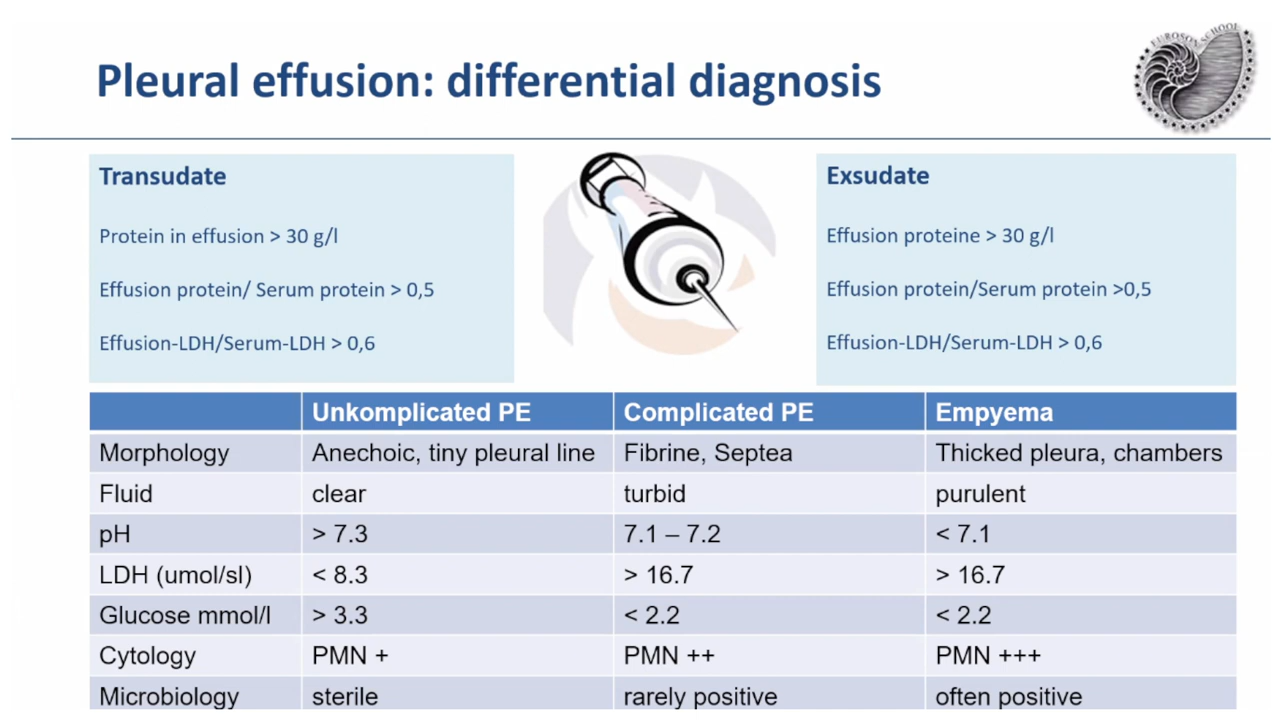 Pleural effusion: differential diagnosis
EUROSON SCHOOL
Transudate
Protein in effusion > 30 g/l
Effusion protein/ Serum protein > 0,5
Effusion-LDH/Serum-LDH > 0,6
Exsudate
Effusion proteine > 30 g/l
Effusion protein/Serum protein >0,5
Effusion-LDH/Serum-LDH > 0,6
Unkomplicated PE Complicated PE Empyema
Morphology Anechoic, tiny pleural line Fibrine, Septea Thicked pleura, chambers
Fluid clear turbid purulent
pH > 7.3 7.1 – 7.2 < 7.1
LDH (umol/sl) < 8.3 > 16.7 > 16.7
Glucose mmol/l > 3.3 < 2.2 < 2.2
Cytology PMN + PMN ++ PMN +++
Microbiology sterile rarely positive often positive